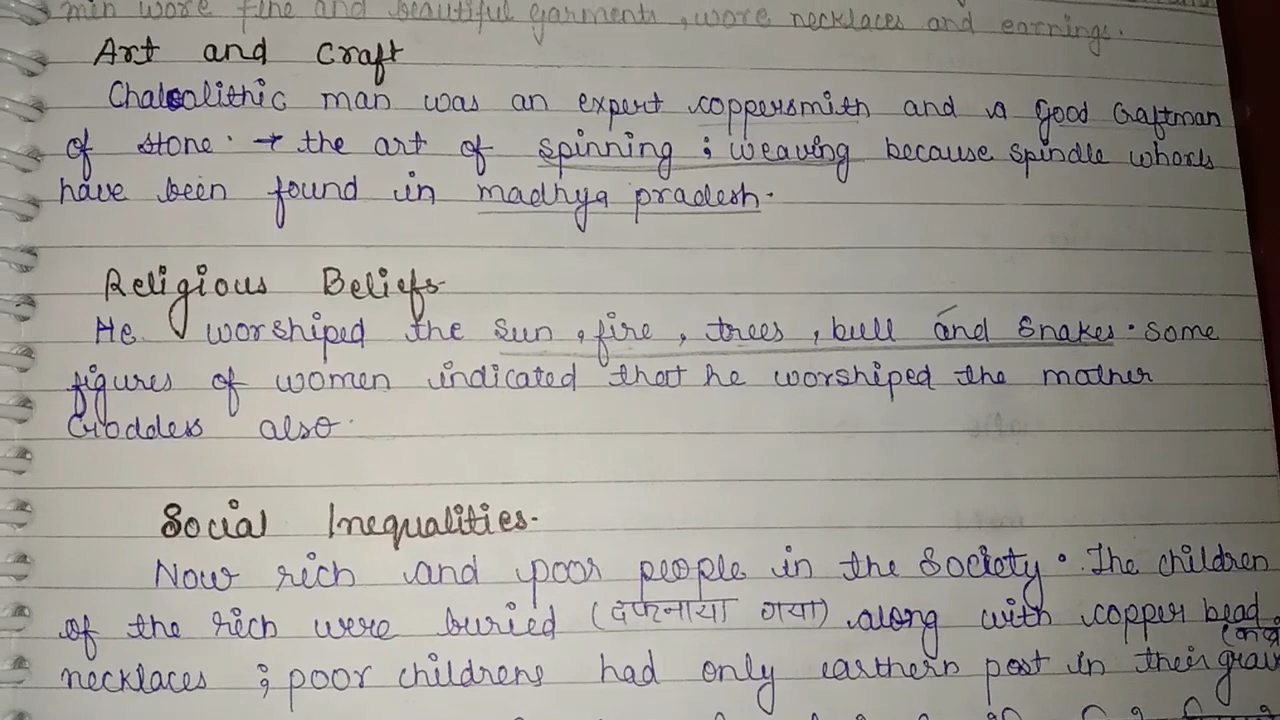 min wore fine and beautiful garments, wore necklaces and earrings.
Art and Craft
Chalcolithic man was an expert coppersmith and a good Craftman
of stone. → the art of spinning & weaving because spindle whorls
have been found in madhya pradesh.
Religious Beliefs-
He worshiped the sun, fire, trees, bull and snakes. some
figures of women indicated that he worshiped the mother
Goddess also.
Social Inequalities-
Now rich and poor people in the Society. The children
of the rich were buried (दफनाया गया) along with copper bead
necklaces & poor childrens had only earthern post in their grave